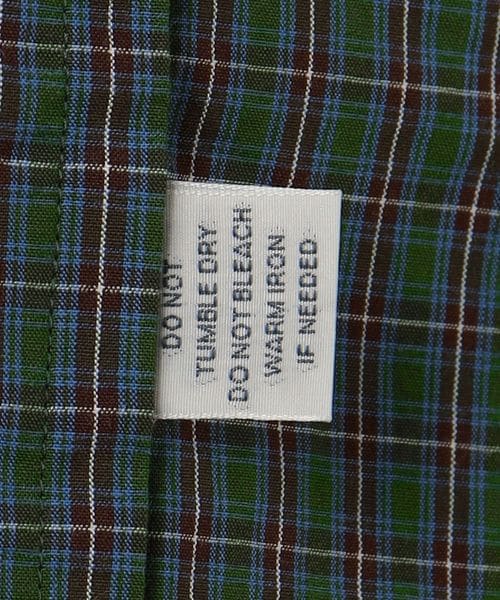 DO NOT
TUMBLE DRY
DO NOT BLEACH
WARM IRON
IF NEEDED